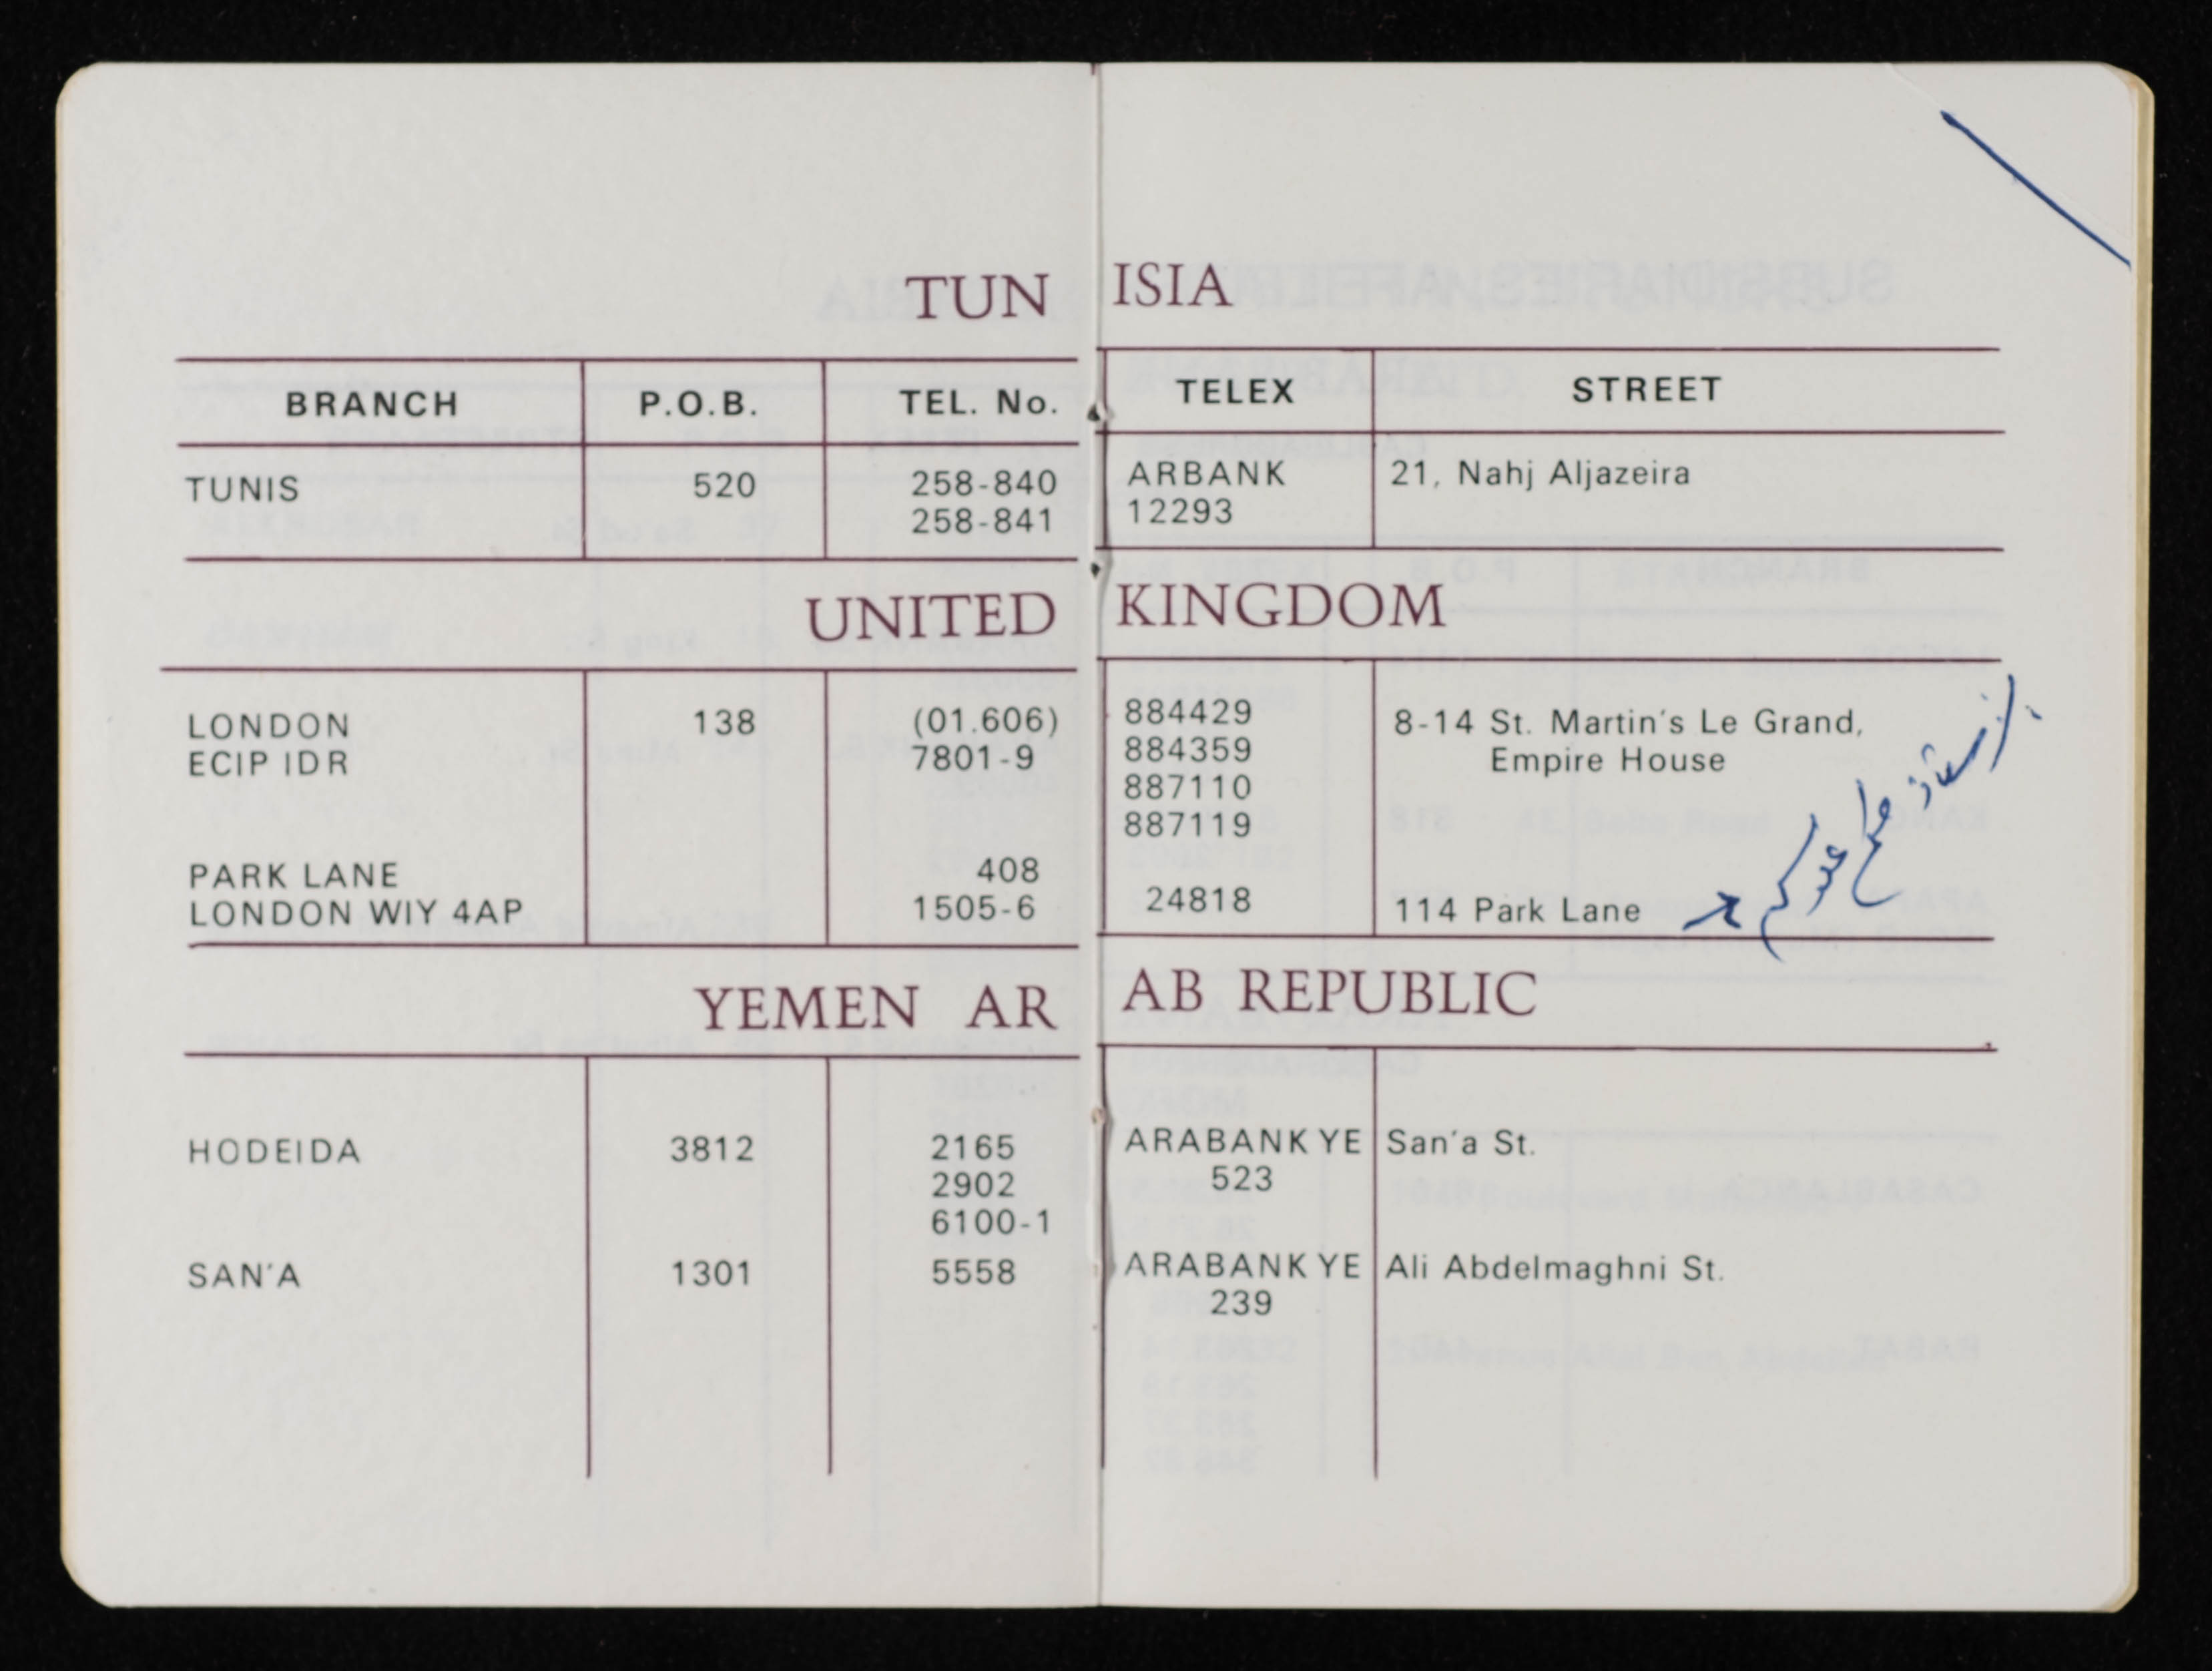 TUNISIA
BRANCH P.O.B. TEL. No. TELEX STREET
TUNIS 520 258-840 ARBANK 21, Nahj Aljazeira
258-841 12293
UNITED KINGDOM
LONDON 138 (01.606) 884429 8-14 St. Martin's Le Grand,
ECIP IDR 7801-9 884359 Empire House
887110
887119
PARK LANE 408
LONDON WIY 4AP 1505-6 24818 114 Park Lane
YEMEN ARAB REPUBLIC
HODEIDA 3812 2165 ARABANK YE San'a St.
2902 523
6100-1
SAN'A 1301 5558 ARABANK YE Ali Abdelmaghni St.
239